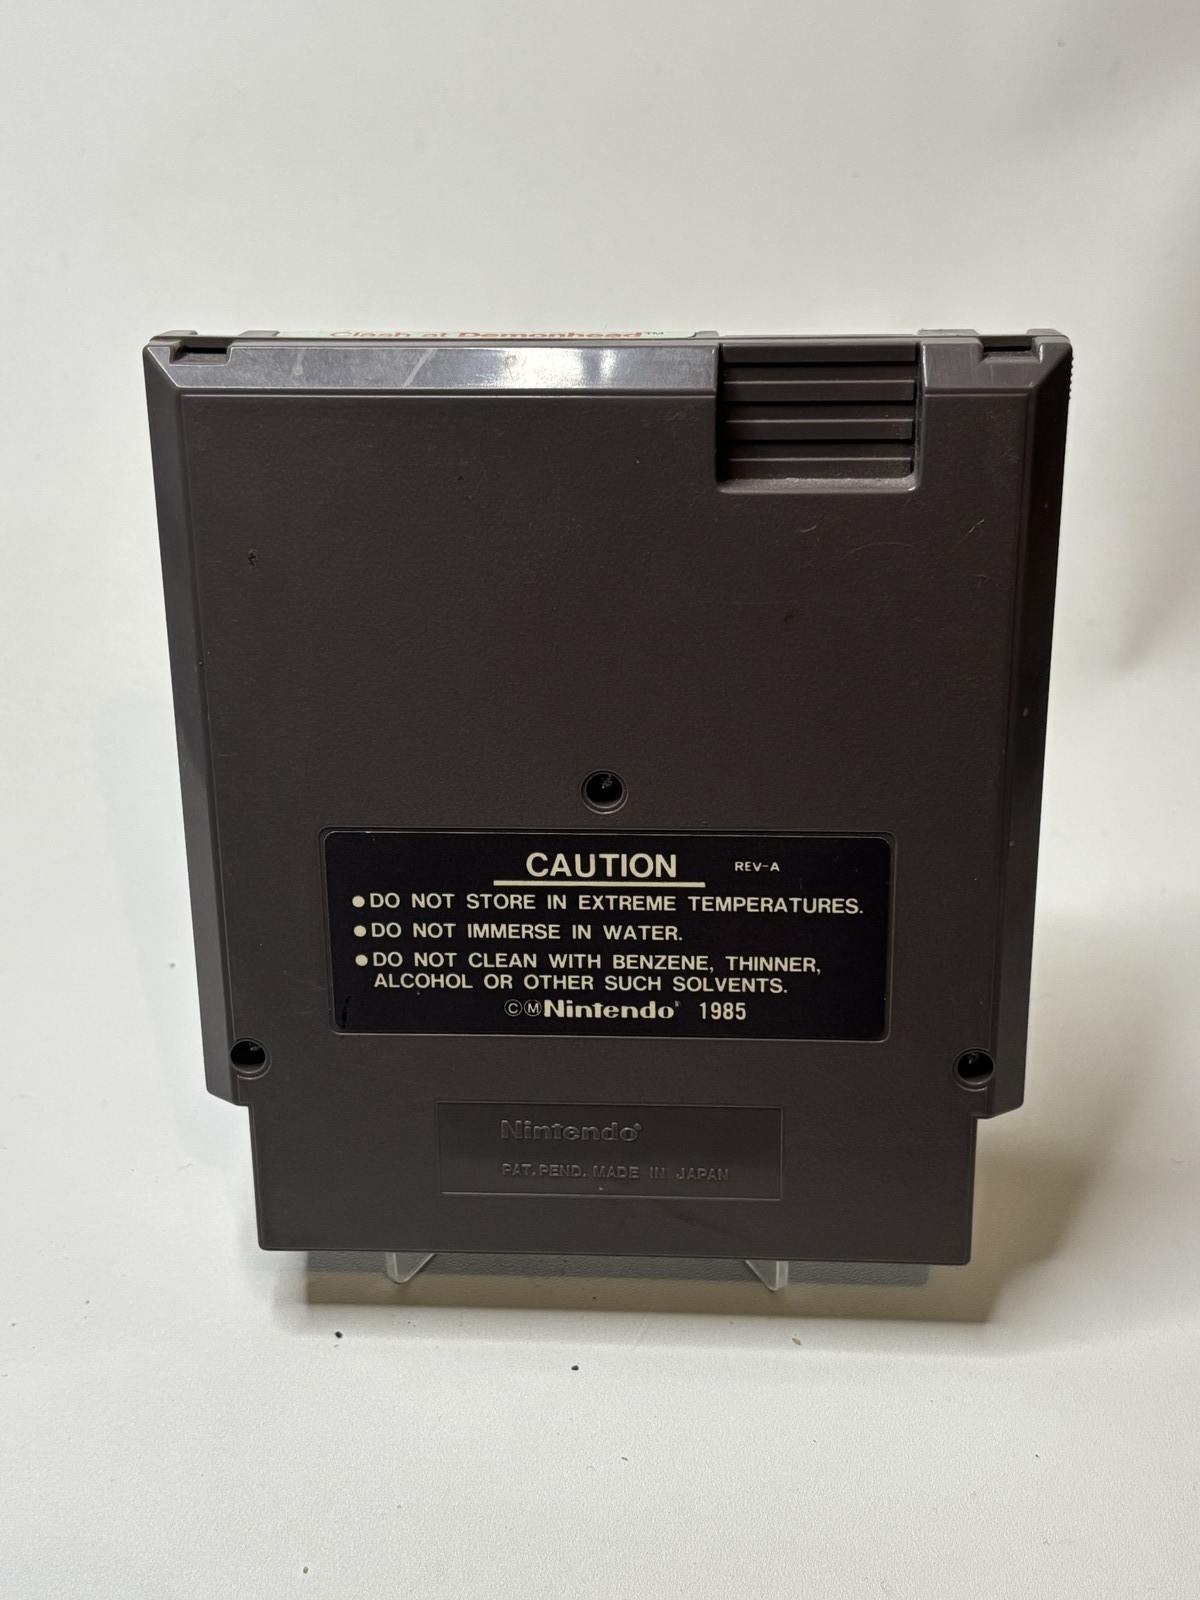 Clash at Demonhead™
CAUTION REV-A
●DO NOT STORE IN EXTREME TEMPERATURES.
●DO NOT IMMERSE IN WATER.
●DO NOT CLEAN WITH BENZENE, THINNER,
ALCOHOL OR OTHER SUCH SOLVENTS.
©ⓂNintendo® 1985
Nintendo®
PAT. PEND. MADE IN JAPAN